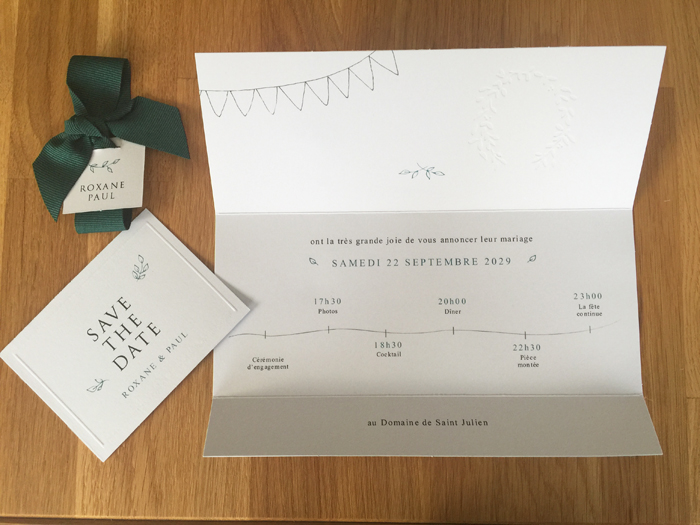 ROXANE
PAUL
SAVE
THE
DATE
ROXANE & PAUL
ont la très grande joie de vous annoncer leur mariage
SAMEDI 22 SEPTEMBRE 2029
17h30
Photos
20h00
Dîner
23h00
La fête
continue
Cérémonie
d'engagement
18h30
Cocktail
22h30
Pièce
montée
au Domaine de Saint Julien